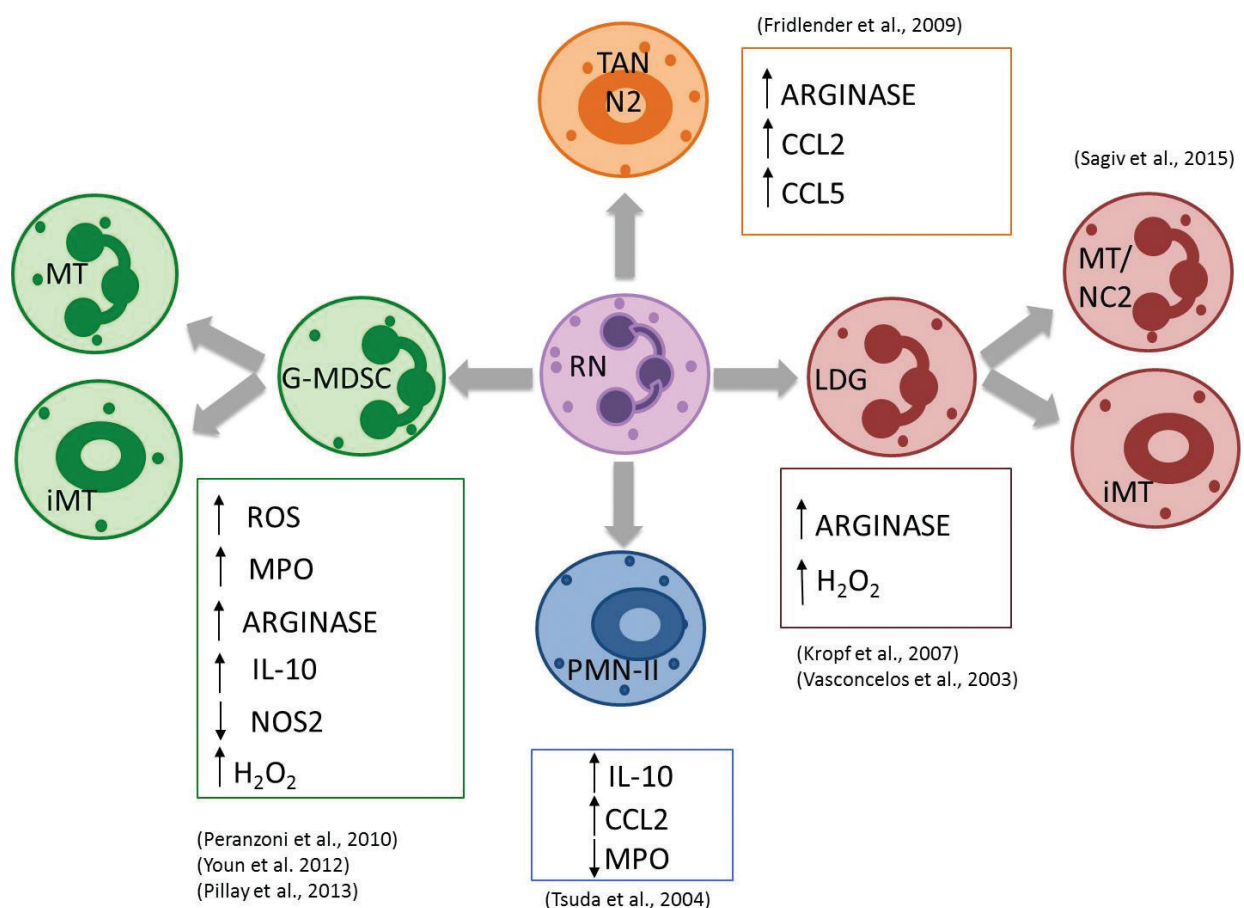 (Fridlender et al., 2009)
TAN
N2
ARGINASE
CCL2
CCL5
(Sagiv et al., 2015)
MT
MT/
NC2
G-MDSC
RN
LDG
iMT
iMT
ROS
MPO
ARGINASE
IL-10
NOS2
H₂O₂
ARGINASE
H₂O₂
(Kropf et al., 2007)
(Vasconcelos et al., 2003)
PMN-II
IL-10
CCL2
MPO
(Peranzoni et al., 2010)
(Youn et al. 2012)
(Pillay et al., 2013)
(Tsuda et al., 2004)